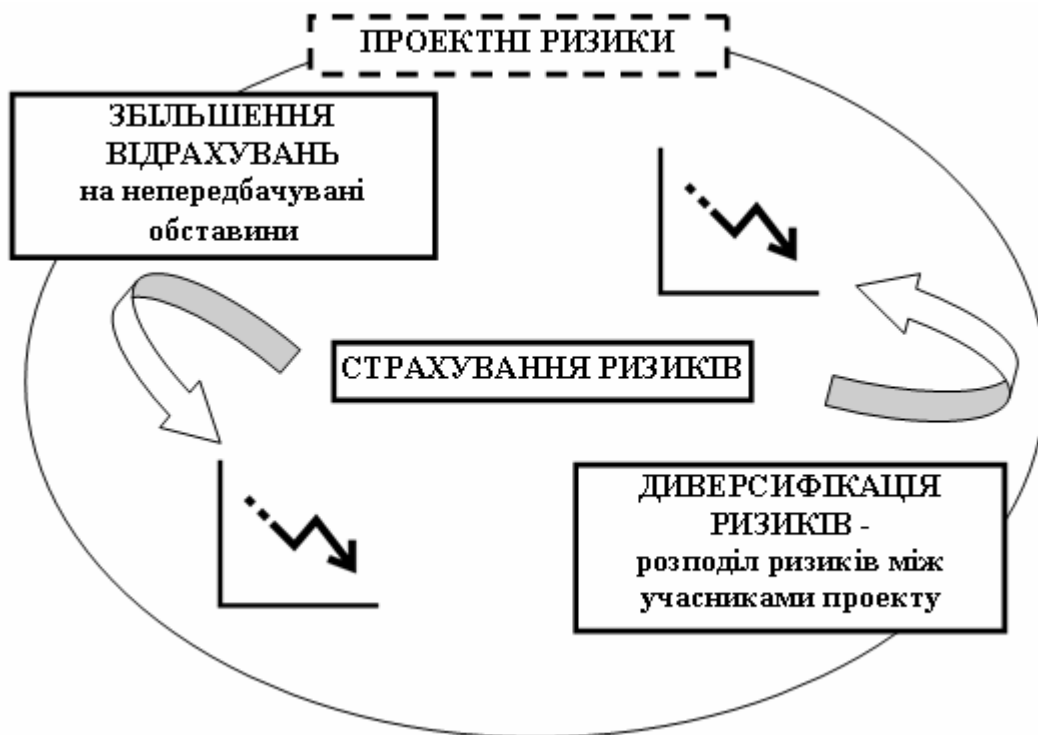 ПРОЕКТНІ РИЗИКИ
ЗБІЛЬШЕННЯ
ВІДРАХУВАНЬ
на непередбачувані
обставини
СТРАХУВАННЯ РИЗИКІВ
ДИВЕРСИФІКАЦІЯ
РИЗИКІВ -
розподіл ризиків між
учасниками проекту